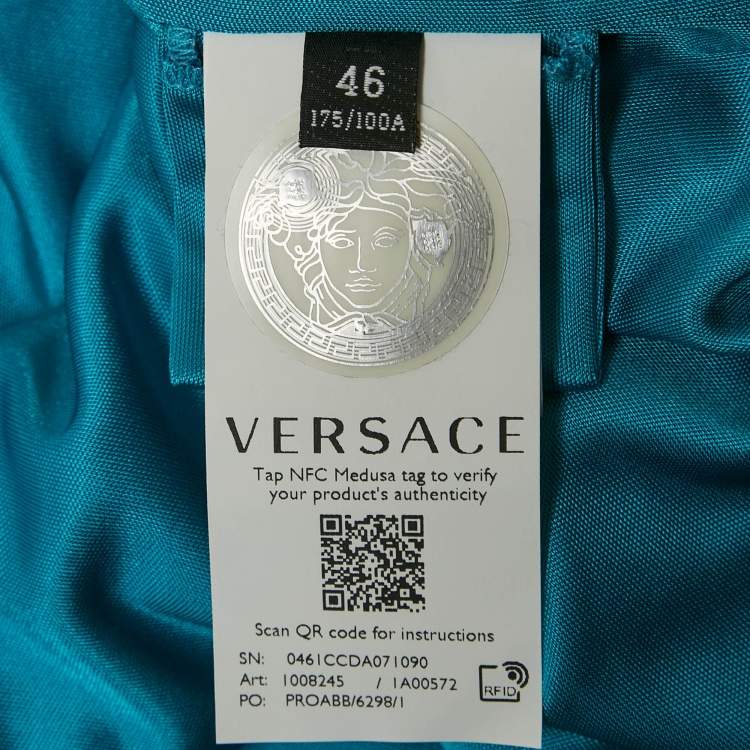 46
175/100A
VERSACE
Tap NFC Medusa tag to verify
your product's authenticity
Scan QR code for instructions
SN: 0461CCDA071090
Art: 1008245 / 1A00572
PO: PROABB/6298/1
RFID